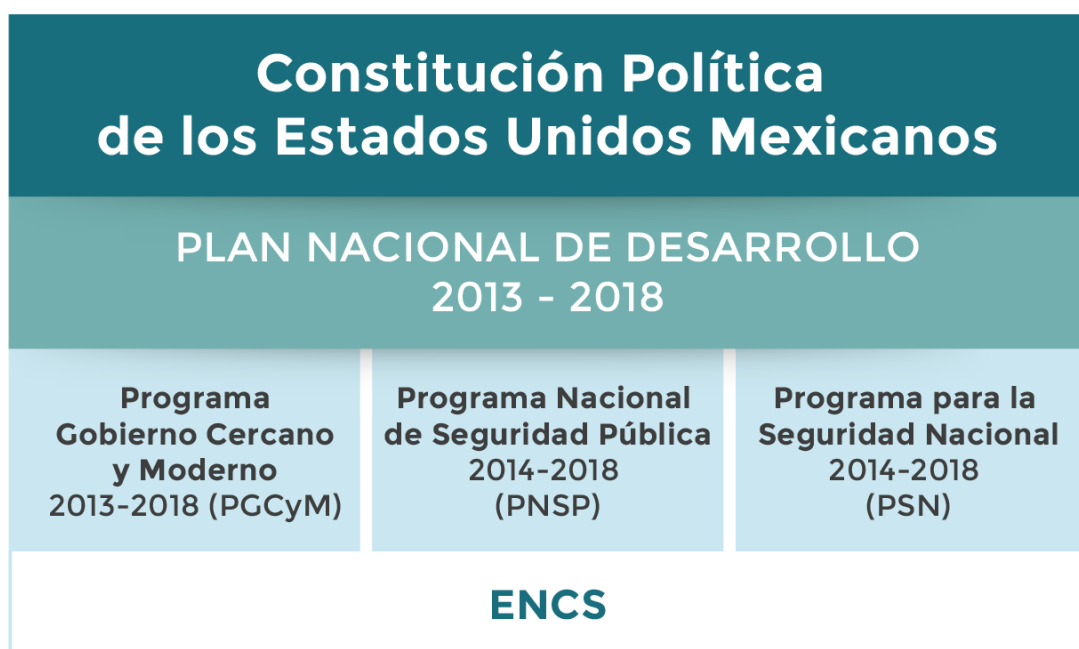 Constitución Política
de los Estados Unidos Mexicanos
PLAN NACIONAL DE DESARROLLO
2013 - 2018
Programa
Gobierno Cercano
y Moderno
2013-2018 (PGCyM)
Programa Nacional
de Seguridad Pública
2014-2018
(PNSP)
Programa para la
Seguridad Nacional
2014-2018
(PSN)
ENCS